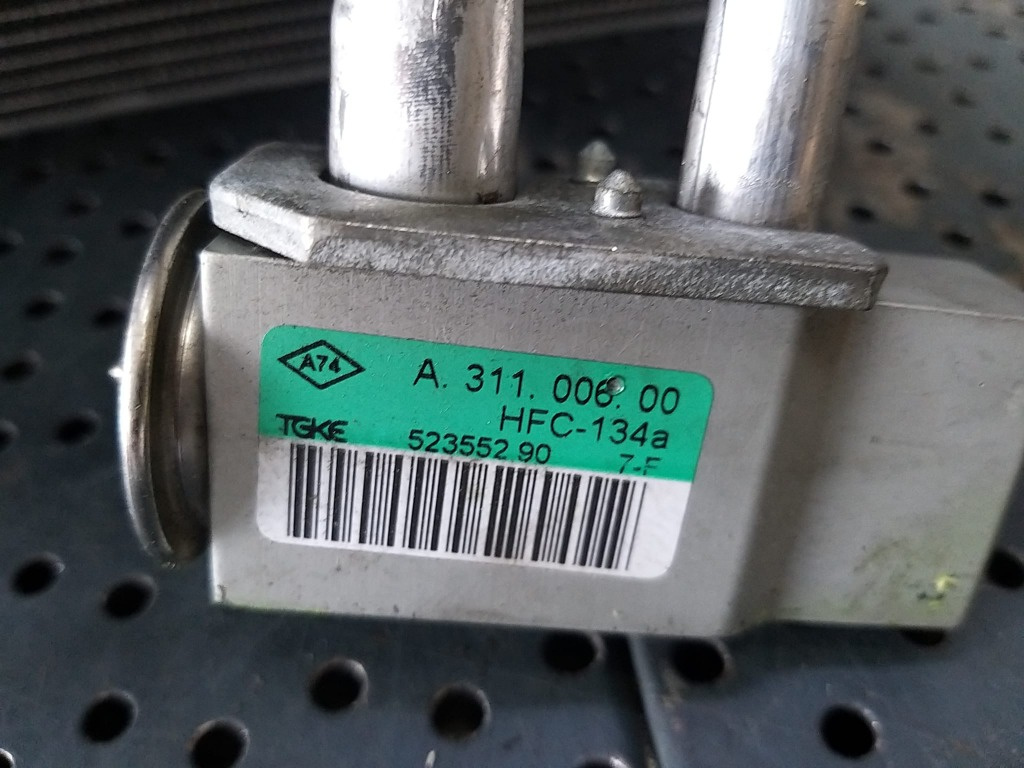 A74
A. 311. 006. 00
HFC-134a
TGKE 523552 90 7-F